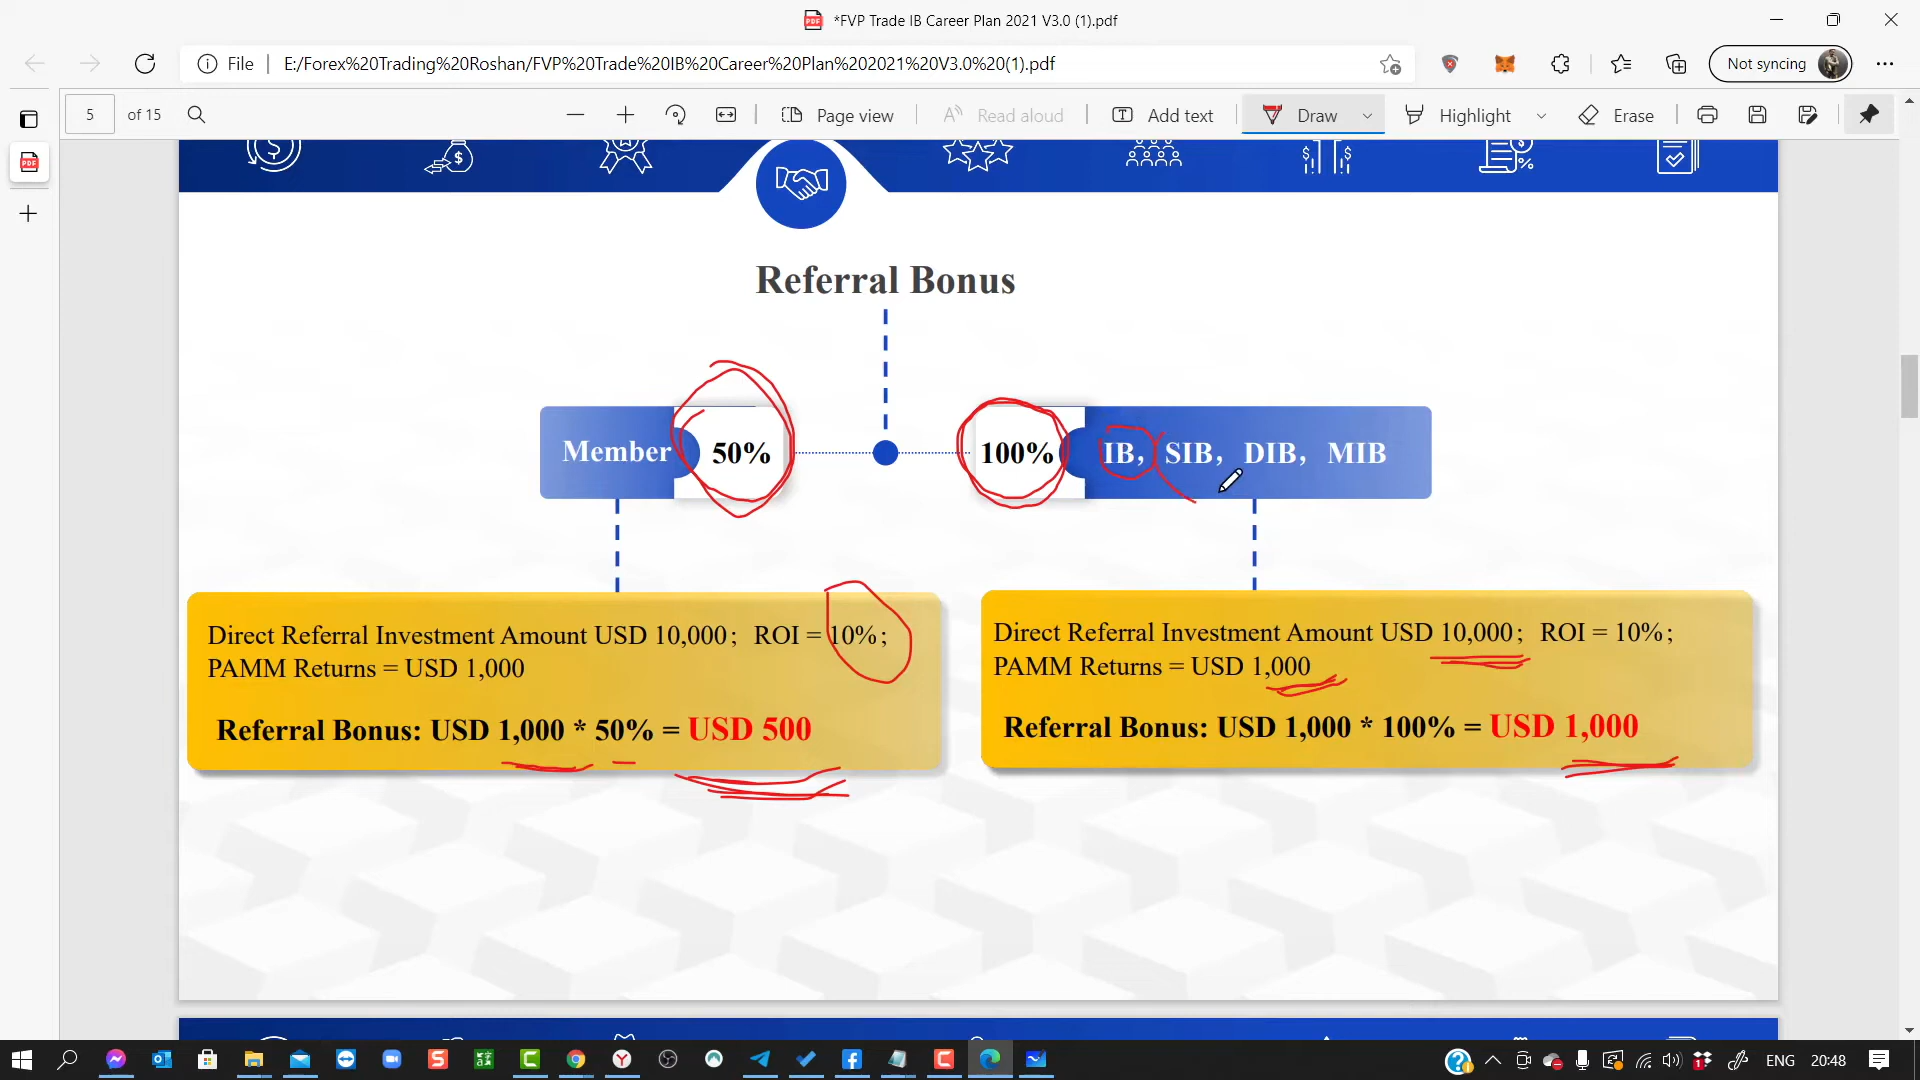 *FVP Trade IB Career Plan 2021 V3.0 (1).pdf
File
E:/Forex%20Trading%20Roshan/FVP%20Trade%20IB%20Career%20Plan%202021%20V3.0%20(1).pdf
Not syncing
5 of 15
Page view
Read aloud
Add text
Draw
Highlight
Erase
Referral Bonus
Member 50% 100% IB, SIB, DIB, MIB
Direct Referral Investment Amount USD 10,000; ROI = 10%;
PAMM Returns = USD 1,000
Referral Bonus: USD 1,000 * 50% = USD 500
Direct Referral Investment Amount USD 10,000; ROI = 10%;
PAMM Returns = USD 1,000
Referral Bonus: USD 1,000 * 100% = USD 1,000
ENG 20:48